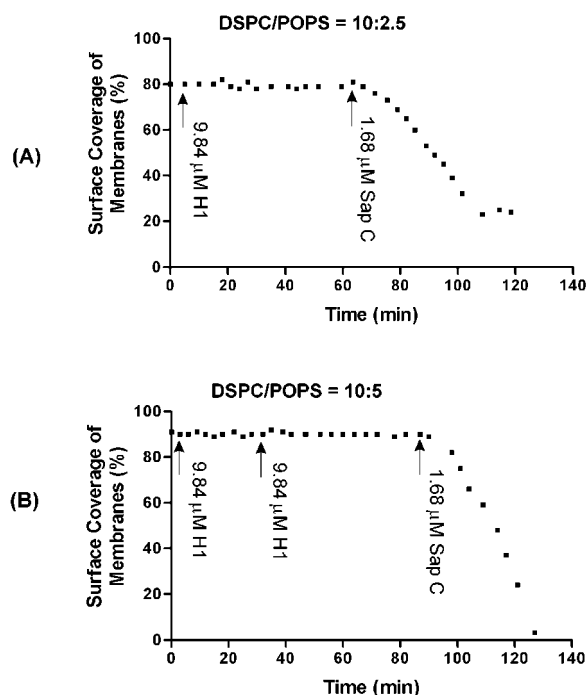 DSPC/POPS = 10:2.5
(A)
Surface Coverage of
Membranes (%)
100
80
60
40
20
0
9.84 µM H1
1.68 µM Sap C
0 20 40 60 80 100 120 140
Time (min)
DSPC/POPS = 10:5
(B)
Surface Coverage of
Membranes (%)
100
80
60
40
20
0
9.84 µM H1
9.84 µM H1
1.68 µM Sap C
0 20 40 60 80 100 120 140
Time (min)